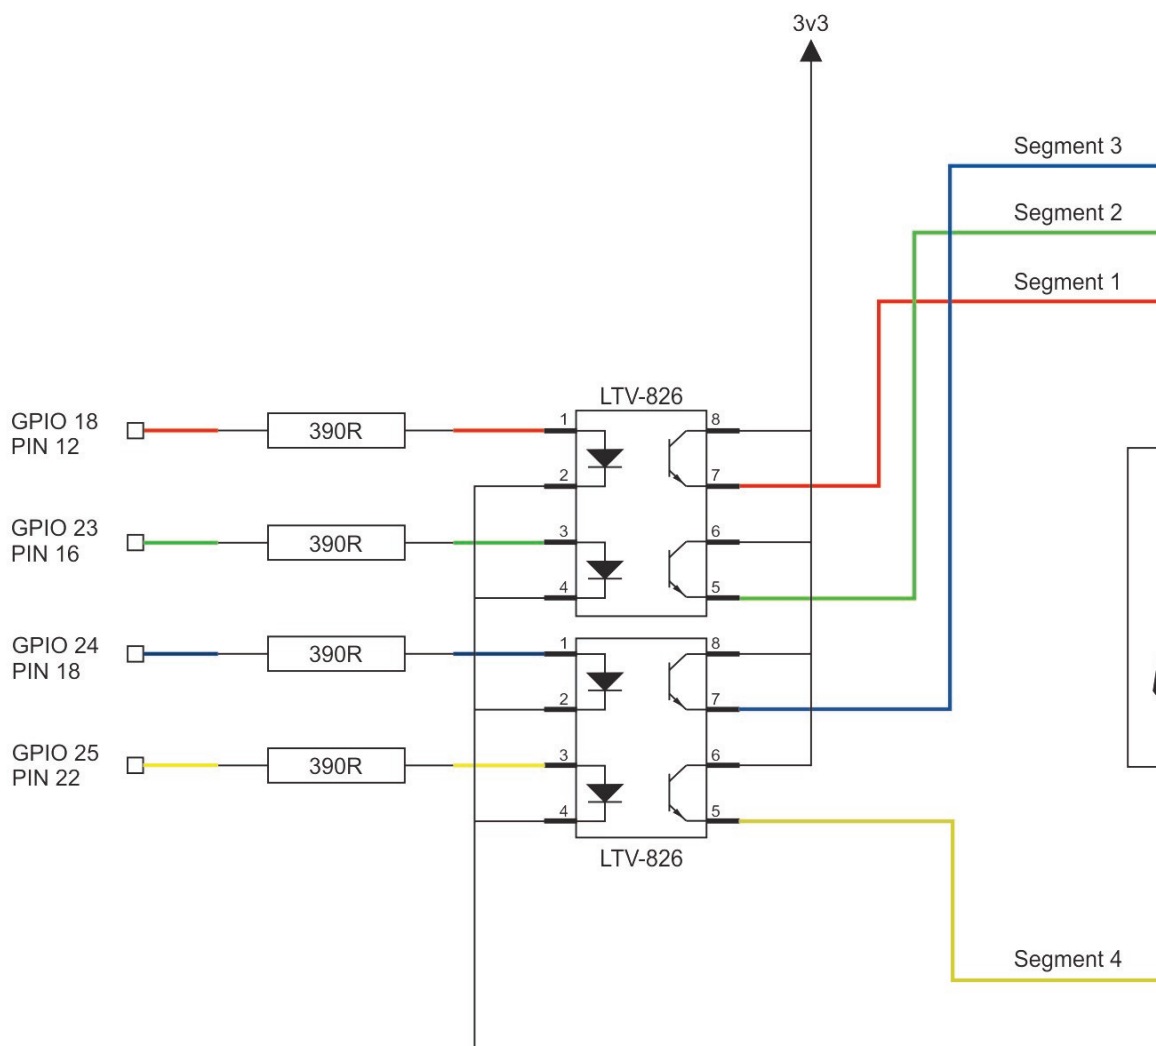 3v3
Segment 3
Segment 2
Segment 1
LTV-826
GPIO 18
PIN 12
390R
1
8
2
7
GPIO 23
PIN 16
390R
3
6
4
5
GPIO 24
PIN 18
390R
1
8
2
7
GPIO 25
PIN 22
390R
3
6
4
5
LTV-826
Segment 4